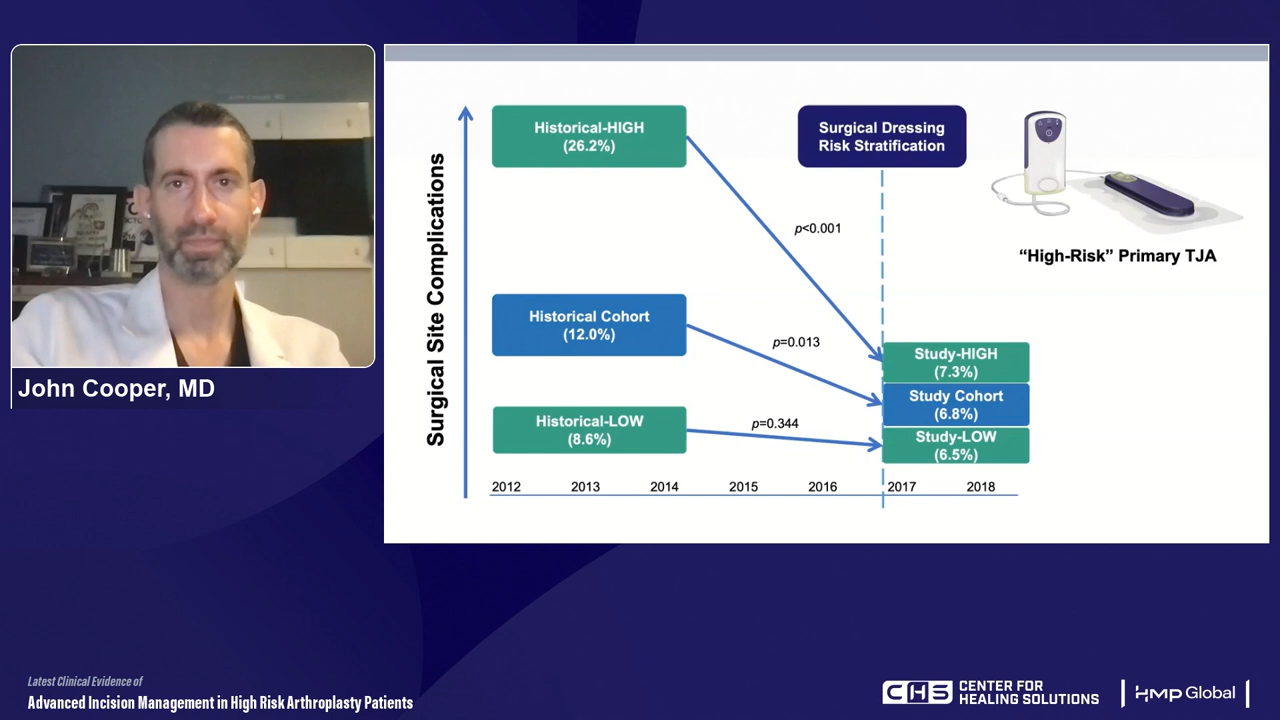 John Cooper, MD
Surgical Site Complications
Historical-HIGH
(26.2%)
Historical Cohort
(12.0%)
Historical-LOW
(8.6%)
Surgical Dressing
Risk Stratification
p<0.001
p=0.013
p=0.344
Study-HIGH
(7.3%)
Study Cohort
(6.8%)
Study-LOW
(6.5%)
2012 2013 2014 2015 2016 2017 2018
“High-Risk” Primary TJA
Latest Clinical Evidence of
Advanced Incision Management in High Risk Arthroplasty Patients
CHS CENTER FOR
HEALING SOLUTIONS
HMP Global